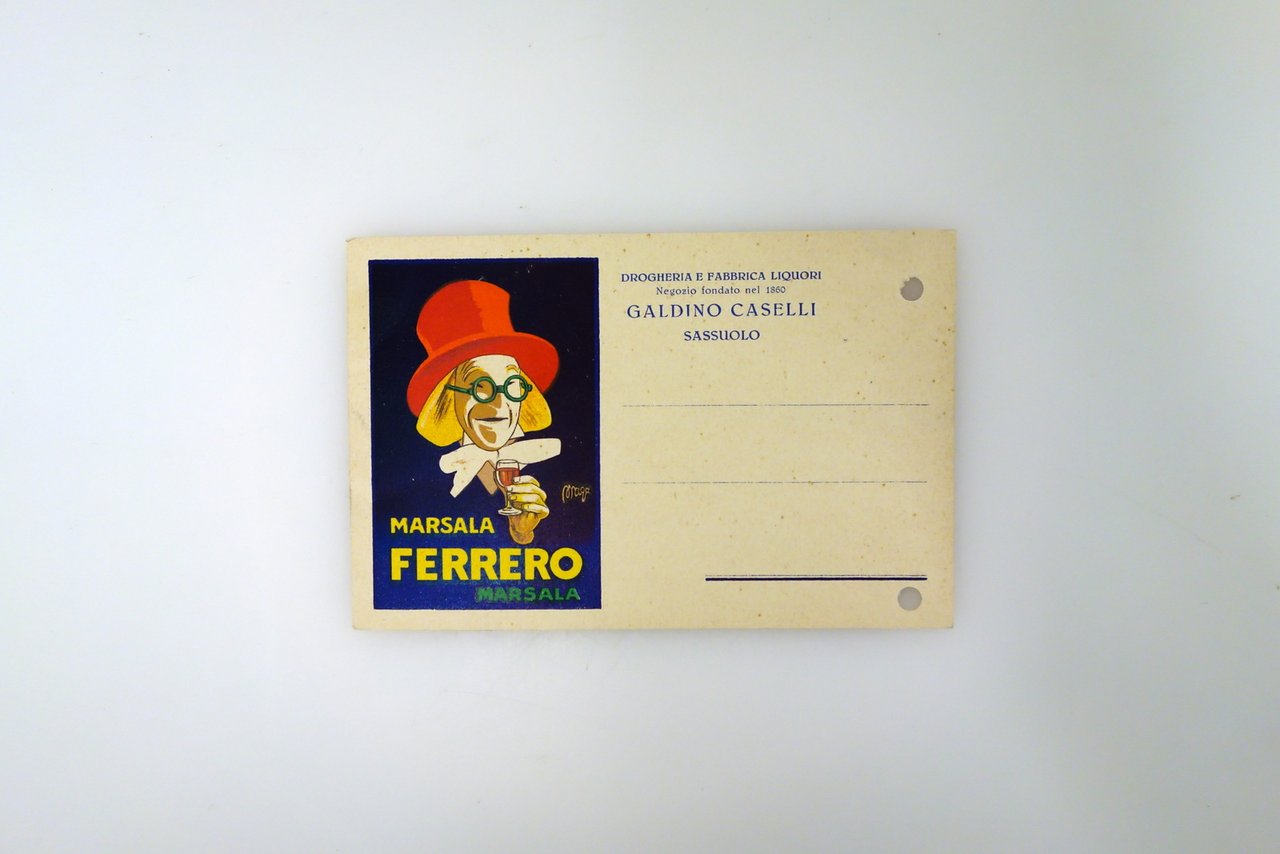 MARSALA
FERRERO
MARSALA
DROGHERIA E FABBRICA LIQUORI
Negozio fondato nel 1860
GALDINO CASELLI
SASSUOLO